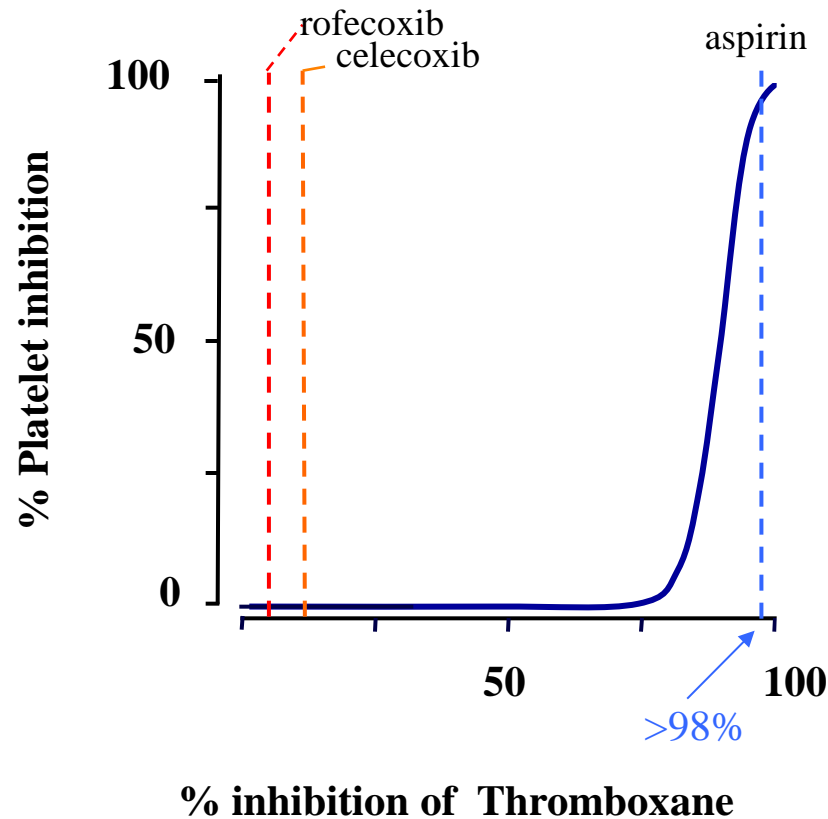 rofecoxib
celecoxib
aspirin
100
50
0
% Platelet inhibition
50
100
>98%
% inhibition of  Thromboxane